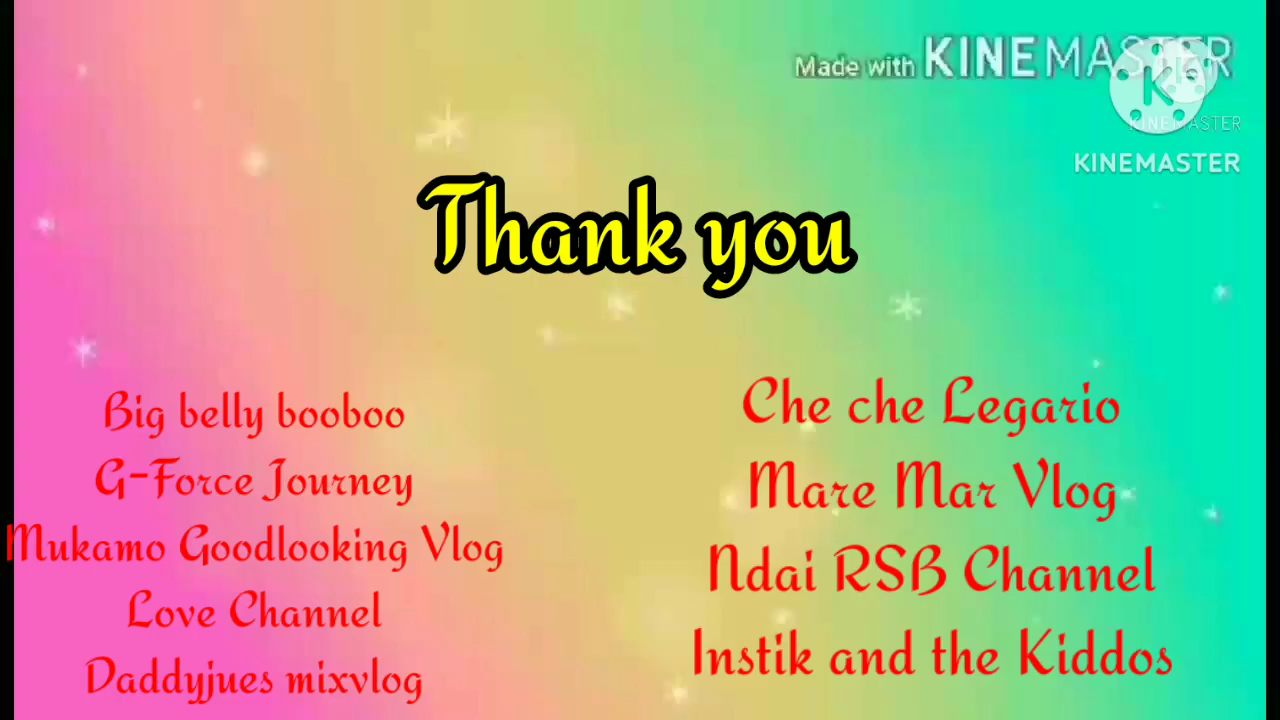 Made with KINEMASTER
K
KINEMASTER
KINEMASTER
Thank you
Big belly booboo
G-Force Journey
Mukamo Goodlooking Vlog
Love Channel
Daddyjues mixvlog
Che che Legario
Mare Mar Vlog
Ndai RSB Channel
Instik and the Kiddos